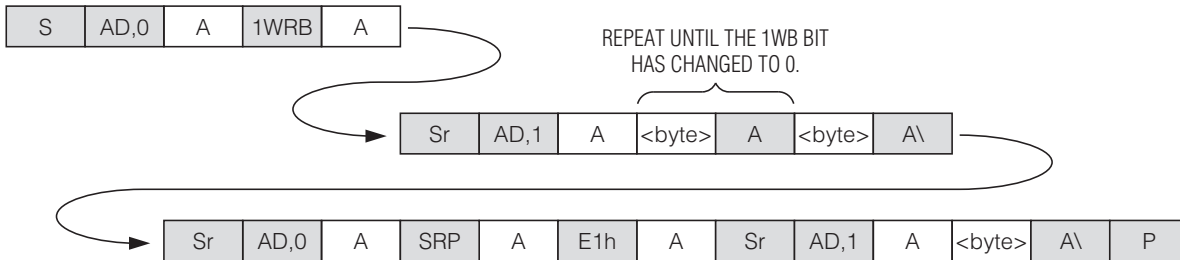 S AD,0 A 1WRB A
REPEAT UNTIL THE 1WB BIT
HAS CHANGED TO 0.
Sr AD,1 A <byte> A <byte> A\
Sr AD,0 A SRP A E1h A Sr AD,1 A <byte> A\ P